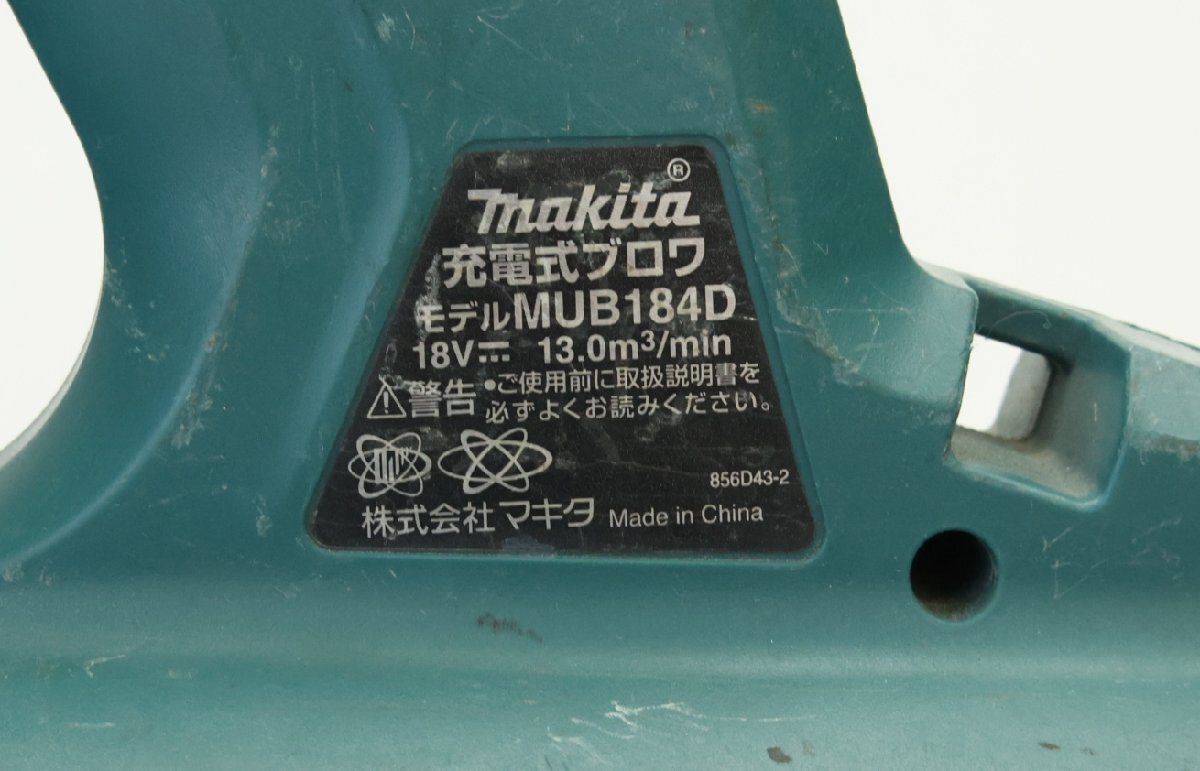 makita®
充電式ブロワ
モデルMUB184D
18V⎓ 13.0m³/min
⚠警告 •ご使用前に取扱説明書を
必ずよくお読みください。
856D43-2
株式会社マキタ Made in China